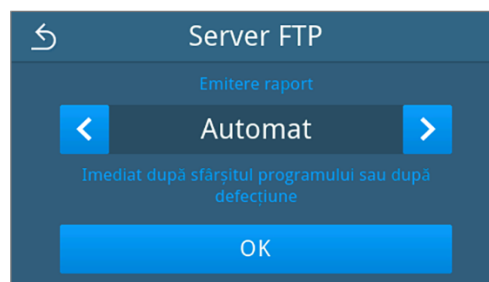 Server FTP
Emitere raport
Automat
Imediat după sfârșitul programului sau după
defecțiune
OK